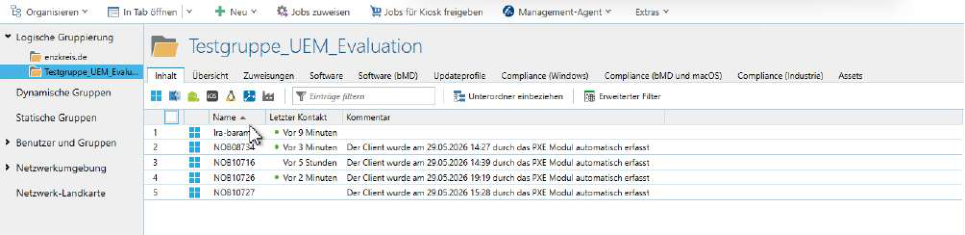 Organisieren In Tab öffnen Neu Jobs zuweisen Jobs für Kiosk freigeben Management-Agent Extras
Logische Gruppierung
enzkreis.de
Testgruppe_UEM_Evalu...
Dynamische Gruppen
Statische Gruppen
Benutzer und Gruppen
Netzwerkumgebung
Netzwerk-Landkarte
Testgruppe_UEM_Evaluation
Inhalt Übersicht Zuweisungen Software Software (bMD) Updateprofile Compliance (Windows) Compliance (bMD und macOS) Compliance (Industrie) Assets
iOS Einträge filtern Unterordner einbeziehen Erweiterter Filter
Name Letzter Kontakt Kommentar
1 Vor 9 Minuten
2 NOB08734 Vor 3 Minuten Der Client wurde am 29.05.2026 14:27 durch das PXE Modul automatisch erfasst
3 NOB10716 Vor 5 Stunden Der Client wurde am 29.05.2026 14:39 durch das PXE Modul automatisch erfasst
4 NOB10726 Vor 2 Minuten Der Client wurde am 29.05.2026 19:19 durch das PXE Modul automatisch erfasst
5 NOB10727 Der Client wurde am 29.05.2026 15:28 durch das PXE Modul automatisch erfasst